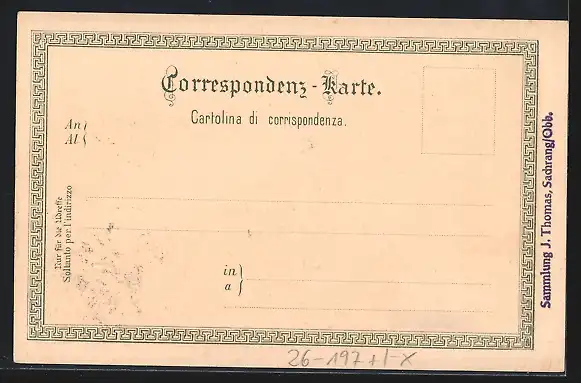 Correspondenz-Karte.
Cartolina di corrispondenza.
An
Al
Nur für die Adresse
Soltanto per l'indirizzo
in
a
Sammlung J. Thomas, Sachrang/Obb.
26-197+1-x